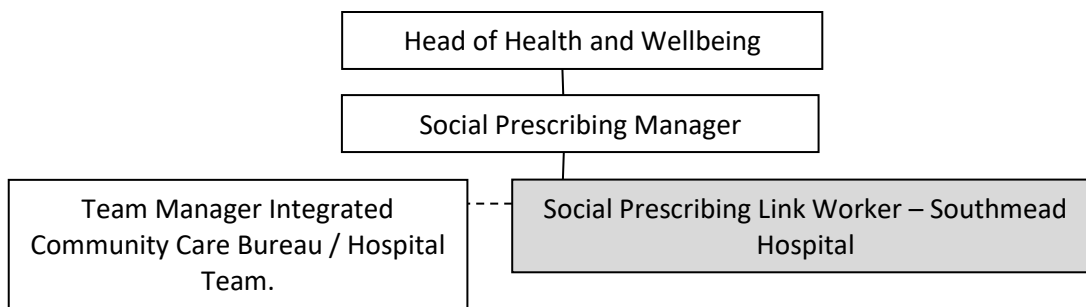 Head of Health and Wellbeing
Social Prescribing Manager
Team Manager Integrated
Community Care Bureau / Hospital
Team.
Social Prescribing Link Worker – Southmead
Hospital